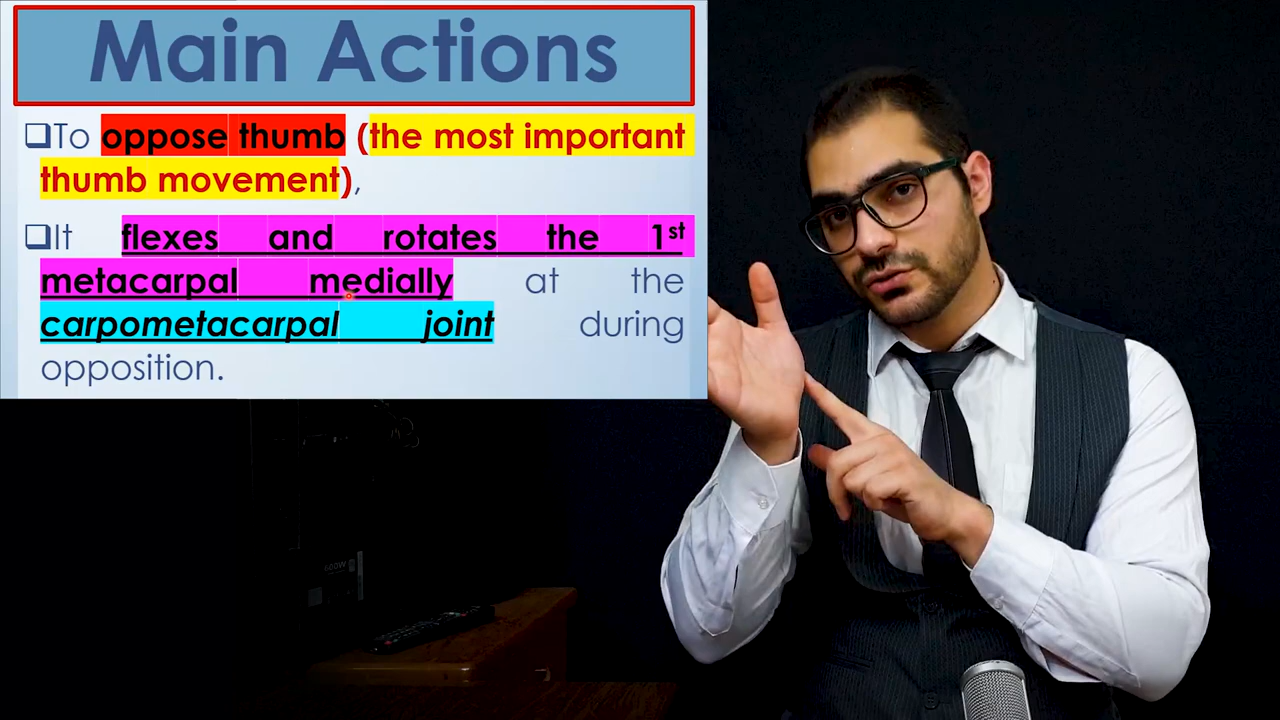 Main Actions
❑To oppose thumb (the most important
thumb movement),
❑It flexes and rotates the 1st
metacarpal medially at the
carpometacarpal joint during
opposition.
600W